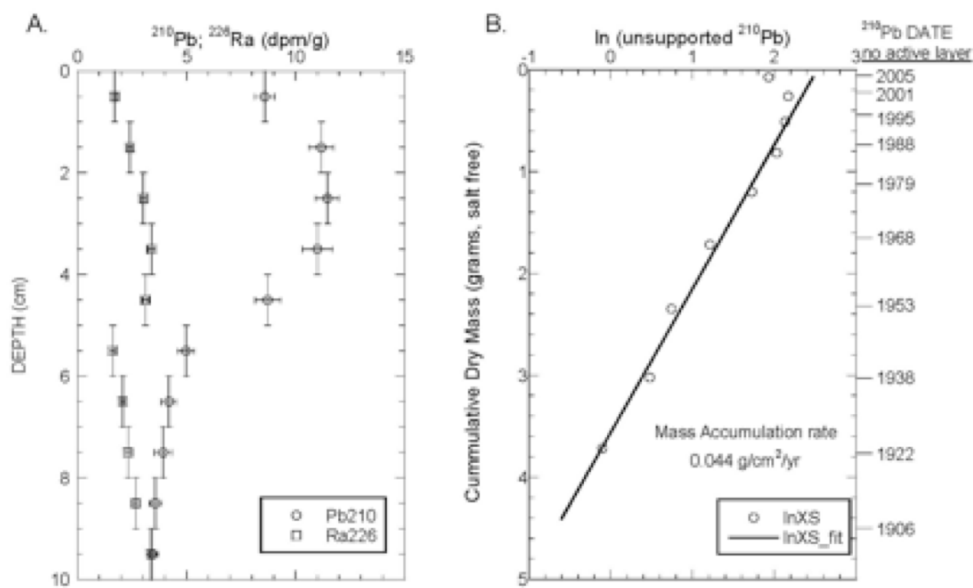 A.
²¹⁰Pb; ²²⁶Ra (dpm/g)
0 5 10 15
0
2
4
6
8
10
DEPTH (cm)
Pb210
Ra226
B.
ln (unsupported ²¹⁰Pb)
-1 0 1 2 3
0
1
2
3
4
5
Cummulative Dry Mass (grams, salt free)
Mass Accumulation rate
0.044 g/cm²/yr
lnXS
lnXS_fit
²¹⁰Pb DATE
no active layer
2005
2001
1995
1988
1979
1968
1953
1938
1922
1906